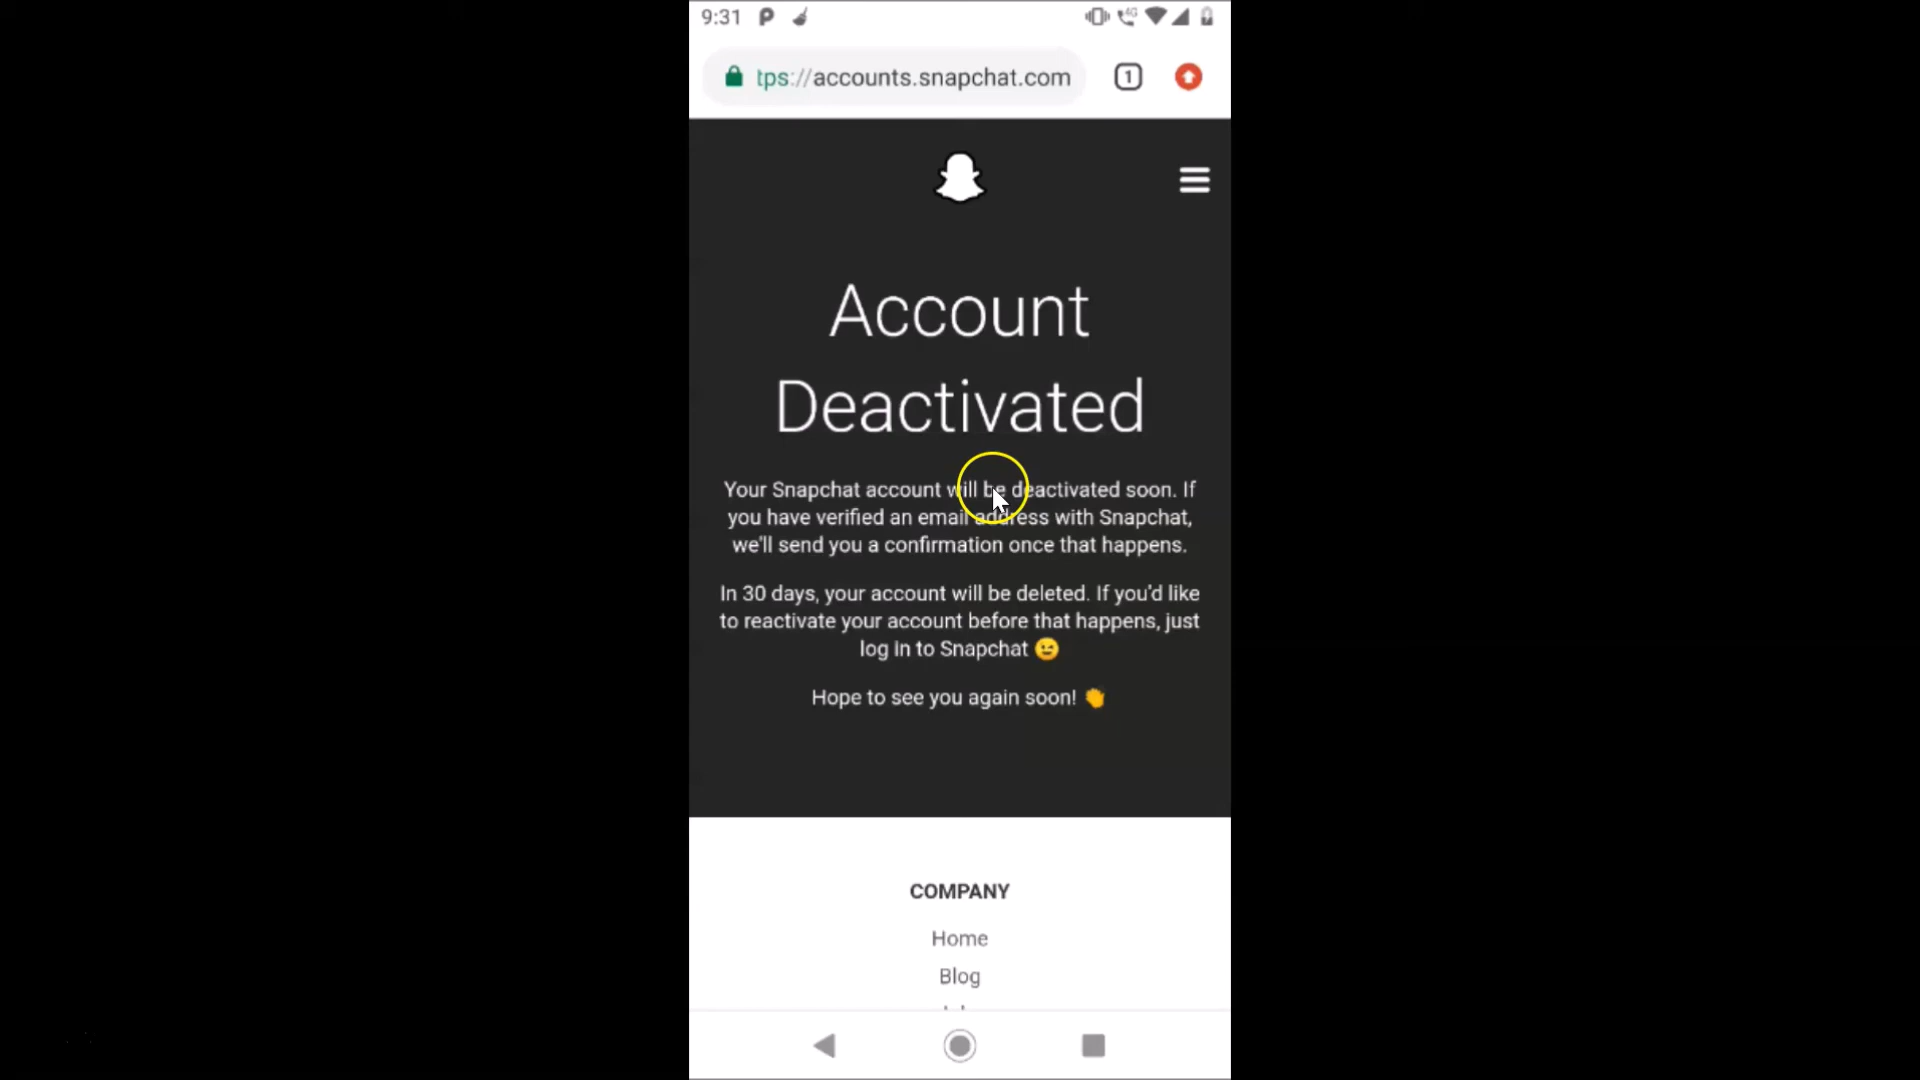 9:31
tps://accounts.snapchat.com
1
4G
Account
Deactivated
Your Snapchat account will be deactivated soon. If
you have verified an email address with Snapchat,
we'll send you a confirmation once that happens.
In 30 days, your account will be deleted. If you'd like
to reactivate your account before that happens, just
log in to Snapchat 😉
Hope to see you again soon! 👏
COMPANY
Home
Blog